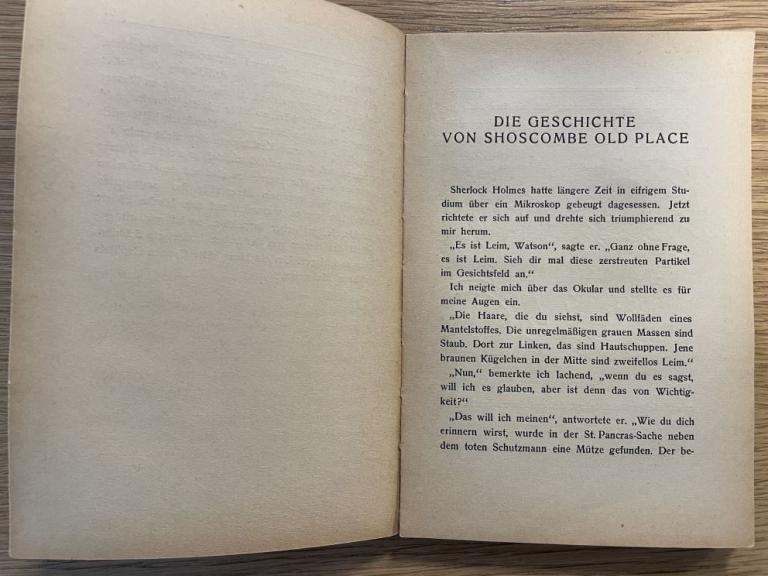 DIE GESCHICHTE
VON SHOSCOMBE OLD PLACE
Sherlock Holmes hatte längere Zeit in eifrigem Stu-
dium über ein Mikroskop gebeugt dagesessen. Jetzt
richtete er sich auf und drehte sich triumphierend zu
mir herum.
„Es ist Leim, Watson“, sagte er. „Ganz ohne Frage,
es ist Leim. Sieh dir mal diese zerstreuten Partikel
im Gesichtsfeld an.“
Ich neigte mich über das Okular und stellte es für
meine Augen ein.
„Die Haare, die du siehst, sind Wollfäden eines
Mantelstoffes. Die unregelmäßigen grauen Massen sind
Staub. Dort zur Linken, das sind Hautschuppen. Jene
braunen Kügelchen in der Mitte sind zweifellos Leim.“
„Nun,“ bemerkte ich lachend, „wenn du es sagst,
will ich es glauben, aber ist denn das von Wichtig-
keit?“
„Das will ich meinen“, antwortete er. „Wie du dich
erinnern wirst, wurde in der St. Pancras-Sache neben
dem toten Schutzmann eine Mütze gefunden. Der be-